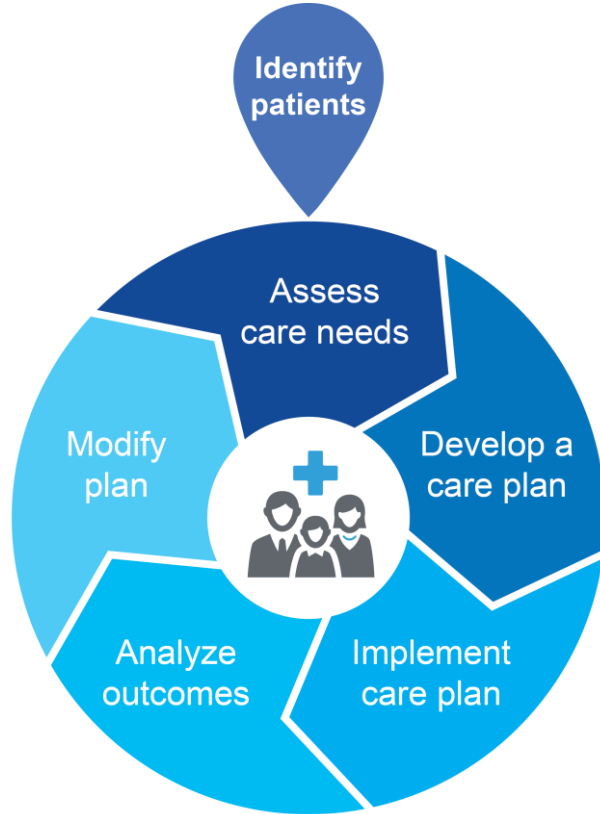 Identify
patients
Assess
care needs
Develop a
care plan
Implement
care plan
Analyze
outcomes
Modify
plan